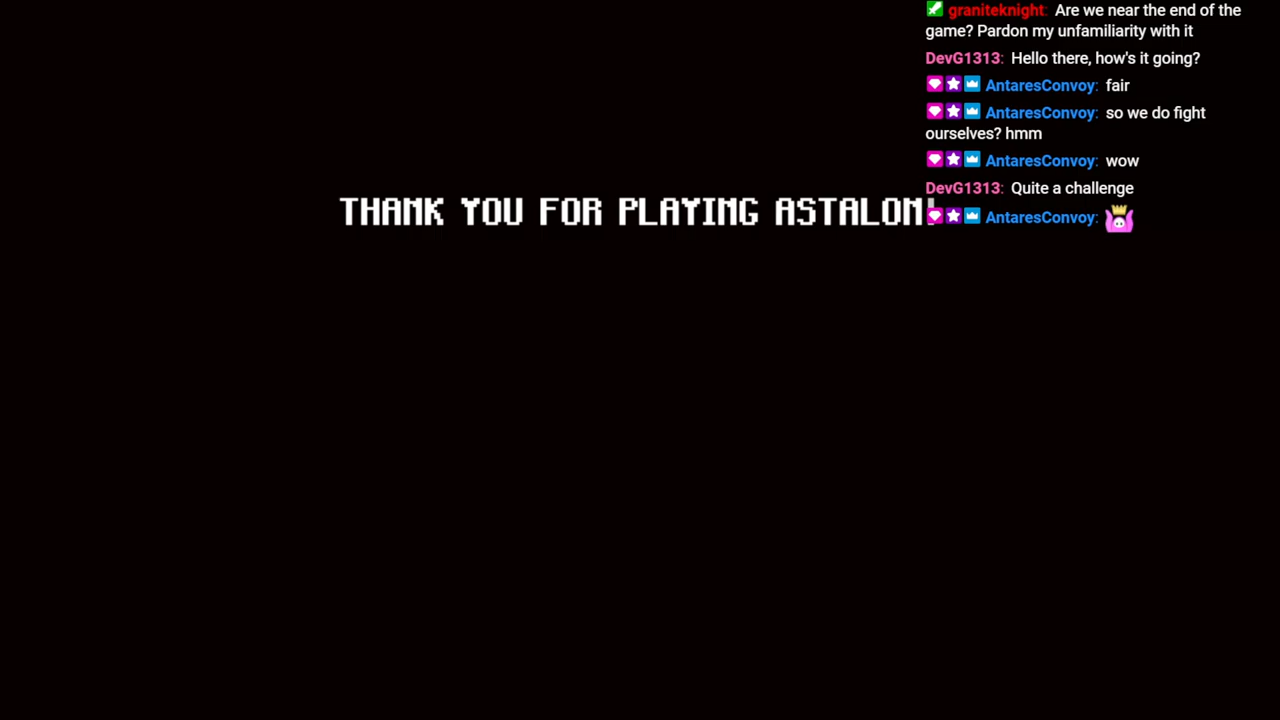 graniteknight: Are we near the end of the
game? Pardon my unfamiliarity with it
DevG1313: Hello there, how's it going?
AntaresConvoy: fair
AntaresConvoy: so we do fight
ourselves? hmm
AntaresConvoy: wow
DevG1313: Quite a challenge
THANK YOU FOR PLAYING ASTALON!
AntaresConvoy: